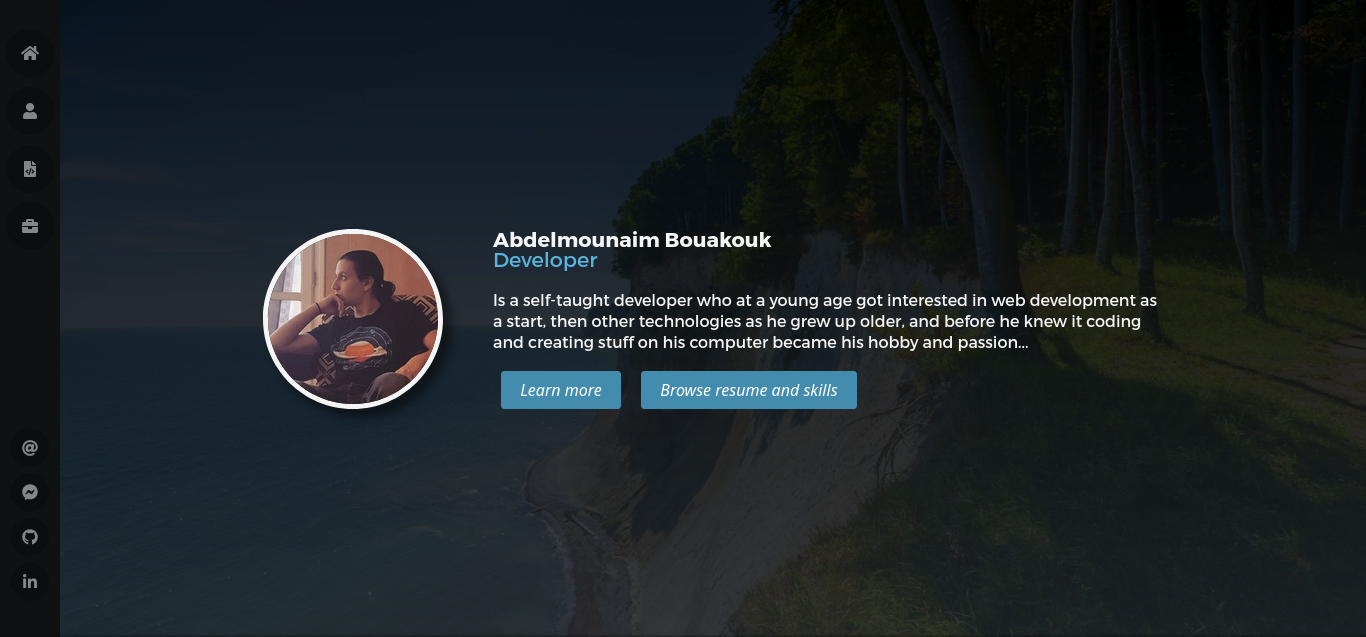 Abdelmounaim Bouakouk
Developer
Is a self-taught developer who at a young age got interested in web development as
a start, then other technologies as he grew up older, and before he knew it coding
and creating stuff on his computer became his hobby and passion...
Learn more
Browse resume and skills